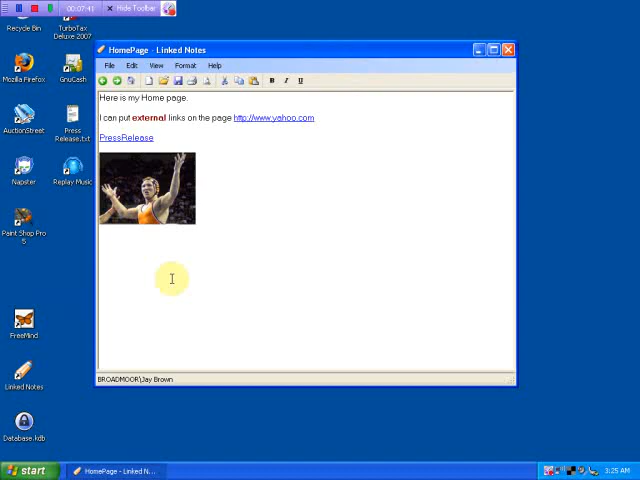 00:07:41 Hide Toolbar
Recycle Bin
TurboTax Deluxe 2007
Mozilla Firefox
GnuCash
AuctionStreet
Press Release.txt
Napster
Replay Music
Paint Shop Pro 5
FreeMind
Linked Notes
Database.kdb
HomePage - Linked Notes
File Edit View Format Help
B I U
Here is my Home page.
I can put external links on the page http://www.yahoo.com
PressRelease
BROADMOOR\Jay Brown
start HomePage - Linked N... 3:25 AM